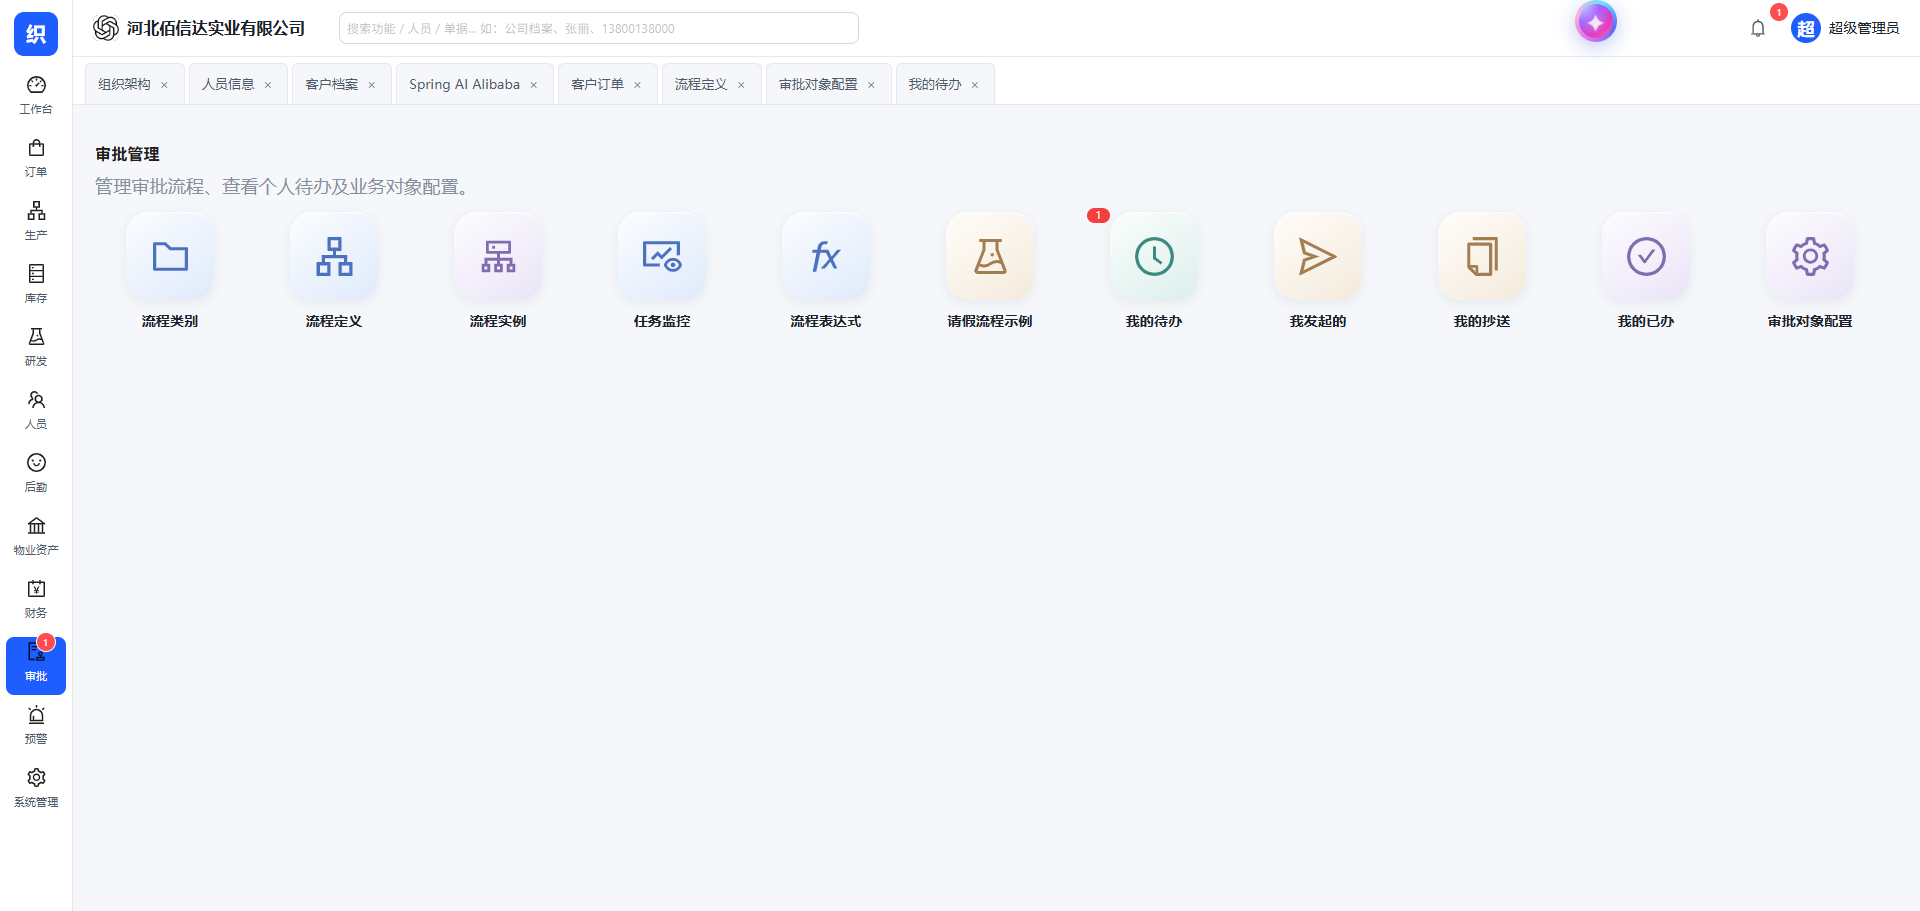 织
河北佰信达实业有限公司
搜索功能 / 人员 / 单据... 如：公司档案、张丽、13800138000
1
超
超级管理员
组织架构 ×
人员信息 ×
客户档案 ×
Spring AI Alibaba ×
客户订单 ×
流程定义 ×
审批对象配置 ×
我的待办 ×
工作台
订单
生产
库存
研发
人员
后勤
物业资产
财务
1
审批
预警
系统管理
审批管理
管理审批流程、查看个人待办及业务对象配置。
流程类别
流程定义
流程实例
任务监控
fx
流程表达式
请假流程示例
1
我的待办
我发起的
我的抄送
我的已办
审批对象配置